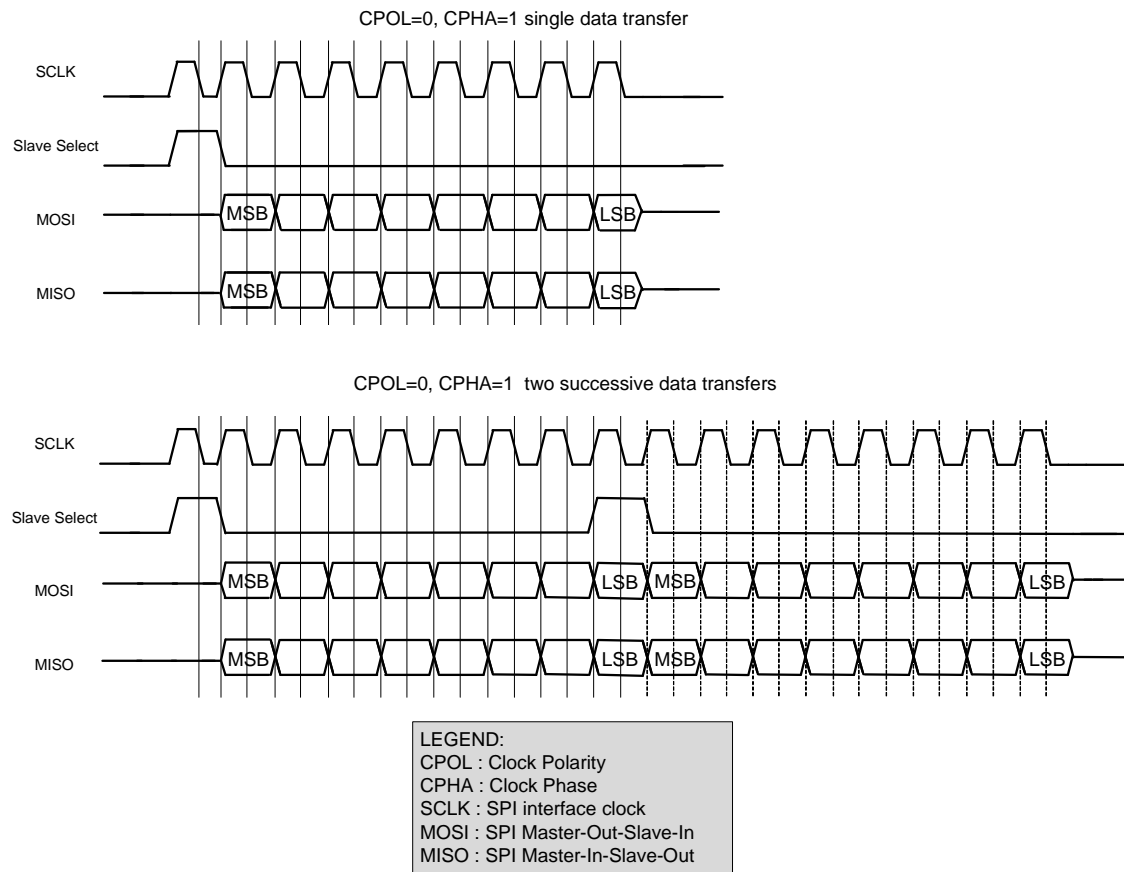 CPOL=0, CPHA=1 single data transfer
SCLK
Slave Select
MOSI
MSB
LSB
MISO
MSB
LSB
CPOL=0, CPHA=1 two successive data transfers
SCLK
Slave Select
MOSI
MSB
LSB
MSB
LSB
MISO
MSB
LSB
MSB
LSB
LEGEND:
CPOL : Clock Polarity
CPHA : Clock Phase
SCLK : SPI interface clock
MOSI : SPI Master-Out-Slave-In
MISO : SPI Master-In-Slave-Out